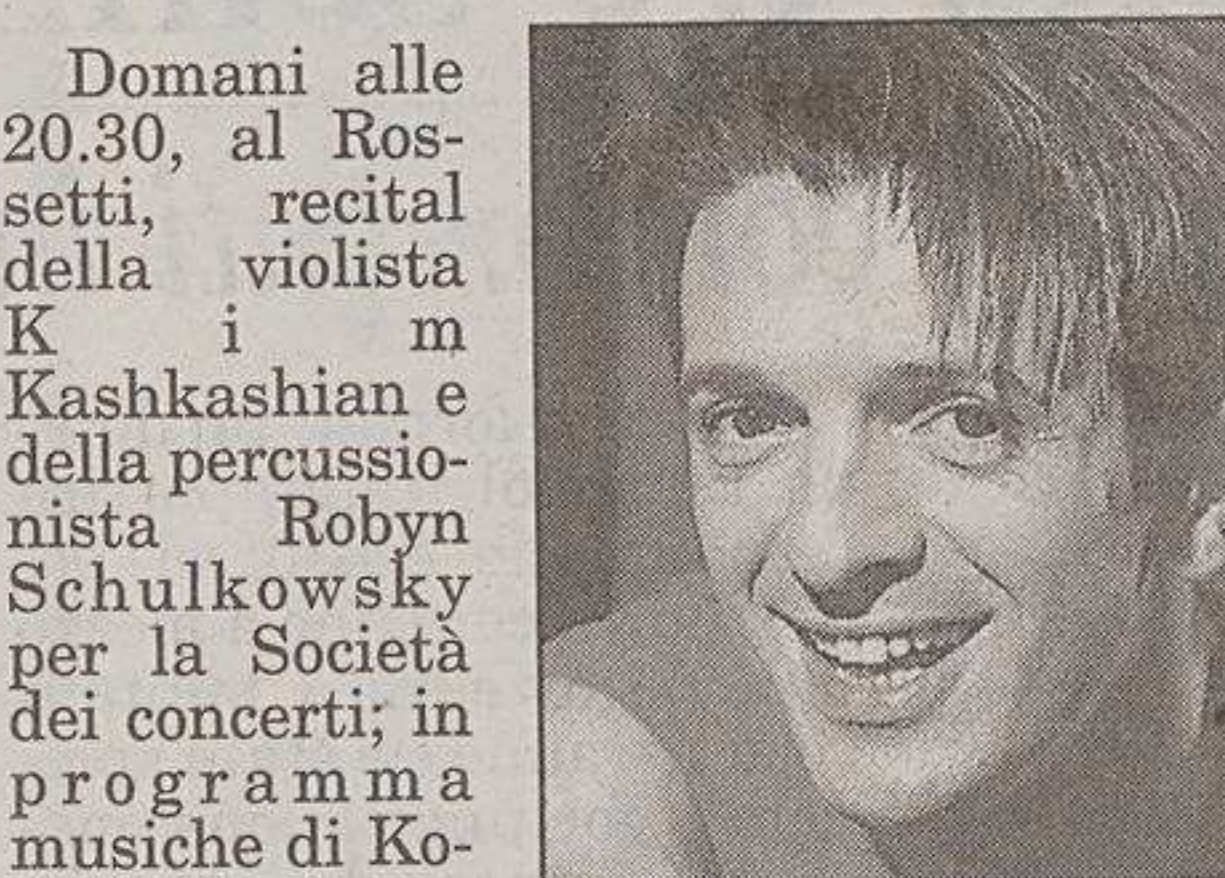 Domani alle
20.30, al Ros-
setti, recital
della violista
K i m
Kashkashian e
della percussio-
nista Robyn
Schulkowsky
per la Società
dei concerti; in
programma
musiche di Ko-